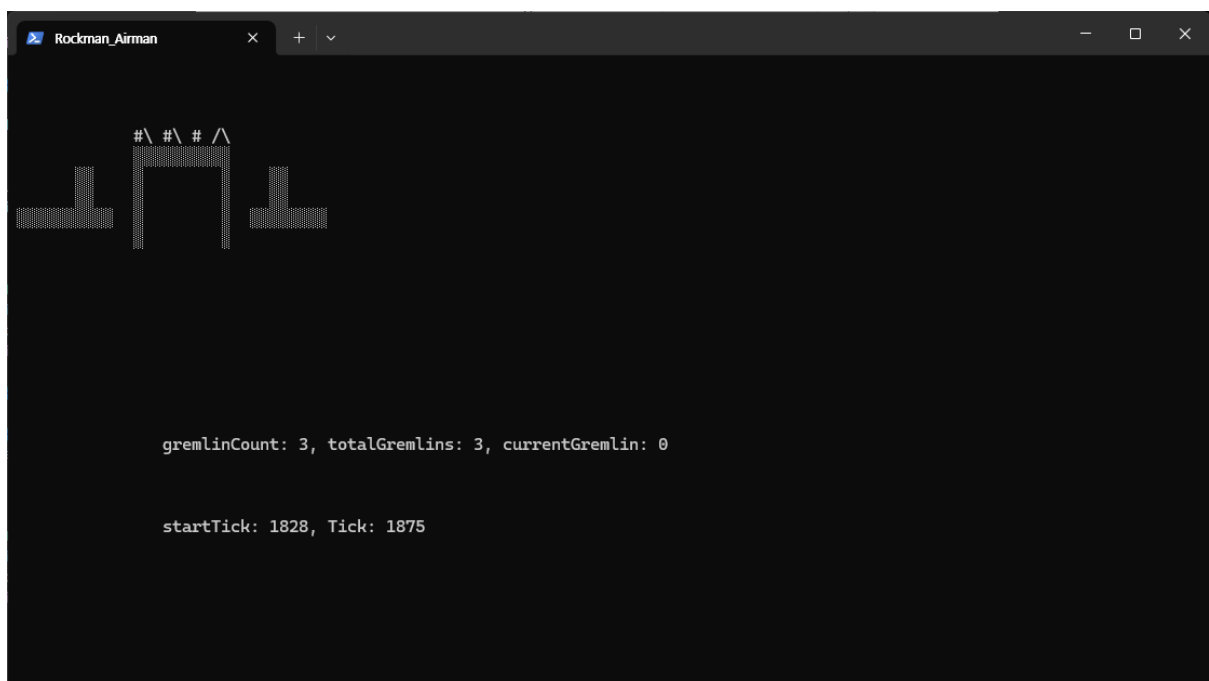 Rockman_Airman
#\ #\ # /\
gremlinCount: 3, totalGremlins: 3, currentGremlin: 0
startTick: 1828, Tick: 1875